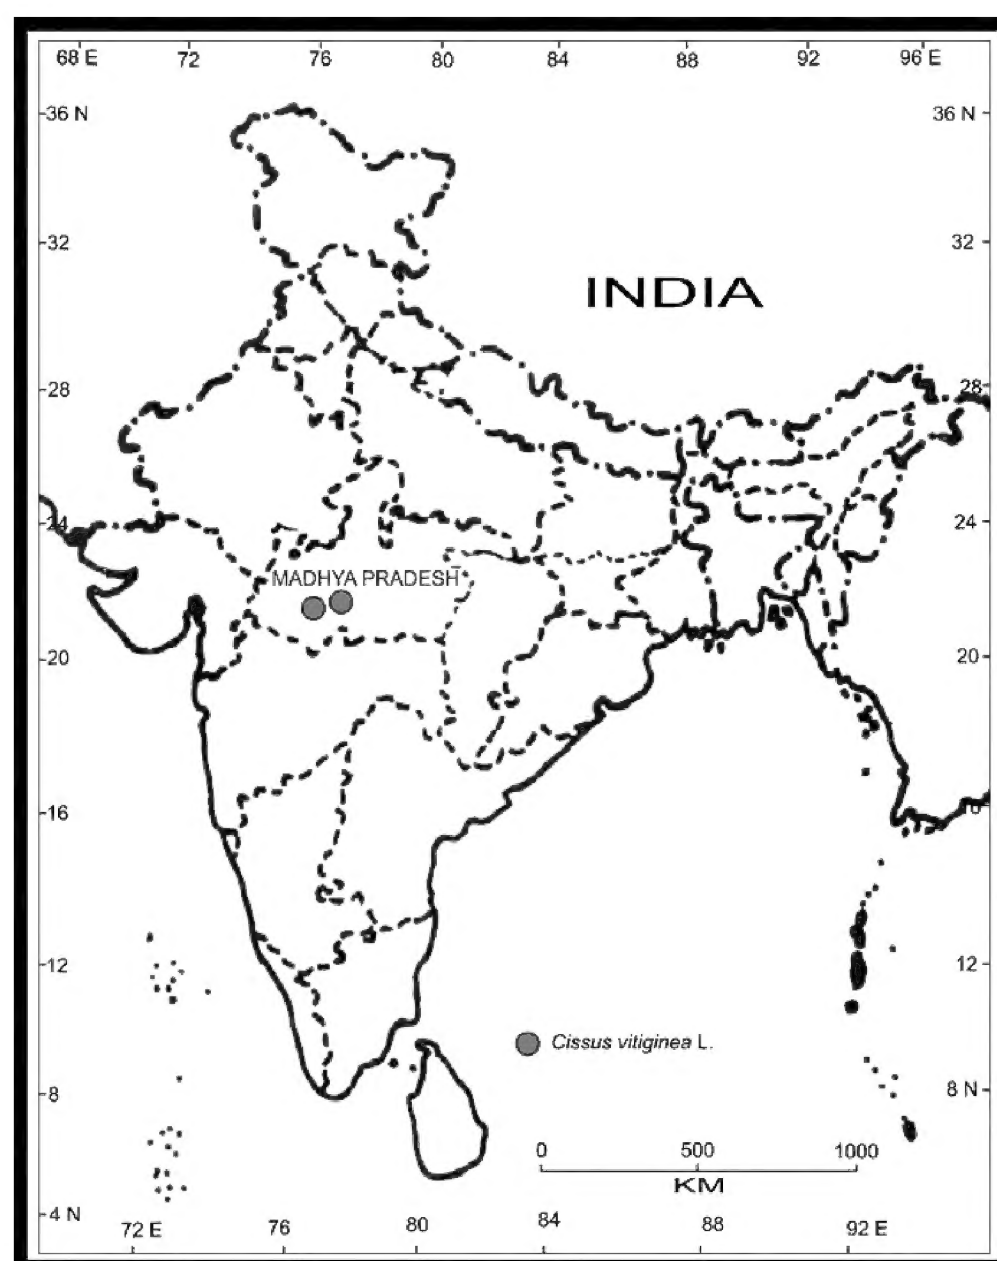 68 E 72 76 80 84 88 92 96 E
36 N 36 N
32 32
INDIA
28 28
24 24
MADHYA PRADESH
20 20
16
12 12
Cissus vitiginea L.
8 8 N
0 500 1000
KM
4 N
72 E 76 80 84 88 92 E